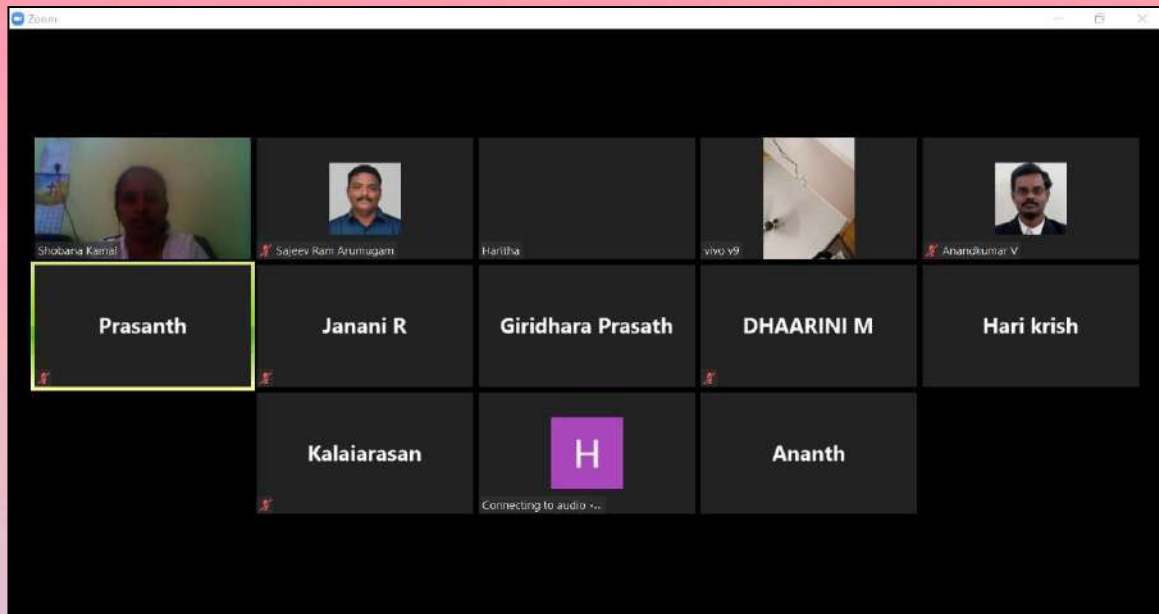 Zoom
Shobana Kamal
Sajeev Ram Arumugam
Haritha
vivo v9
Anandkumar V
Prasanth
Janani R
Giridhara Prasath
DHAARINI M
Hari krish
Kalaiarasan
H
Connecting to audio ·...
Ananth